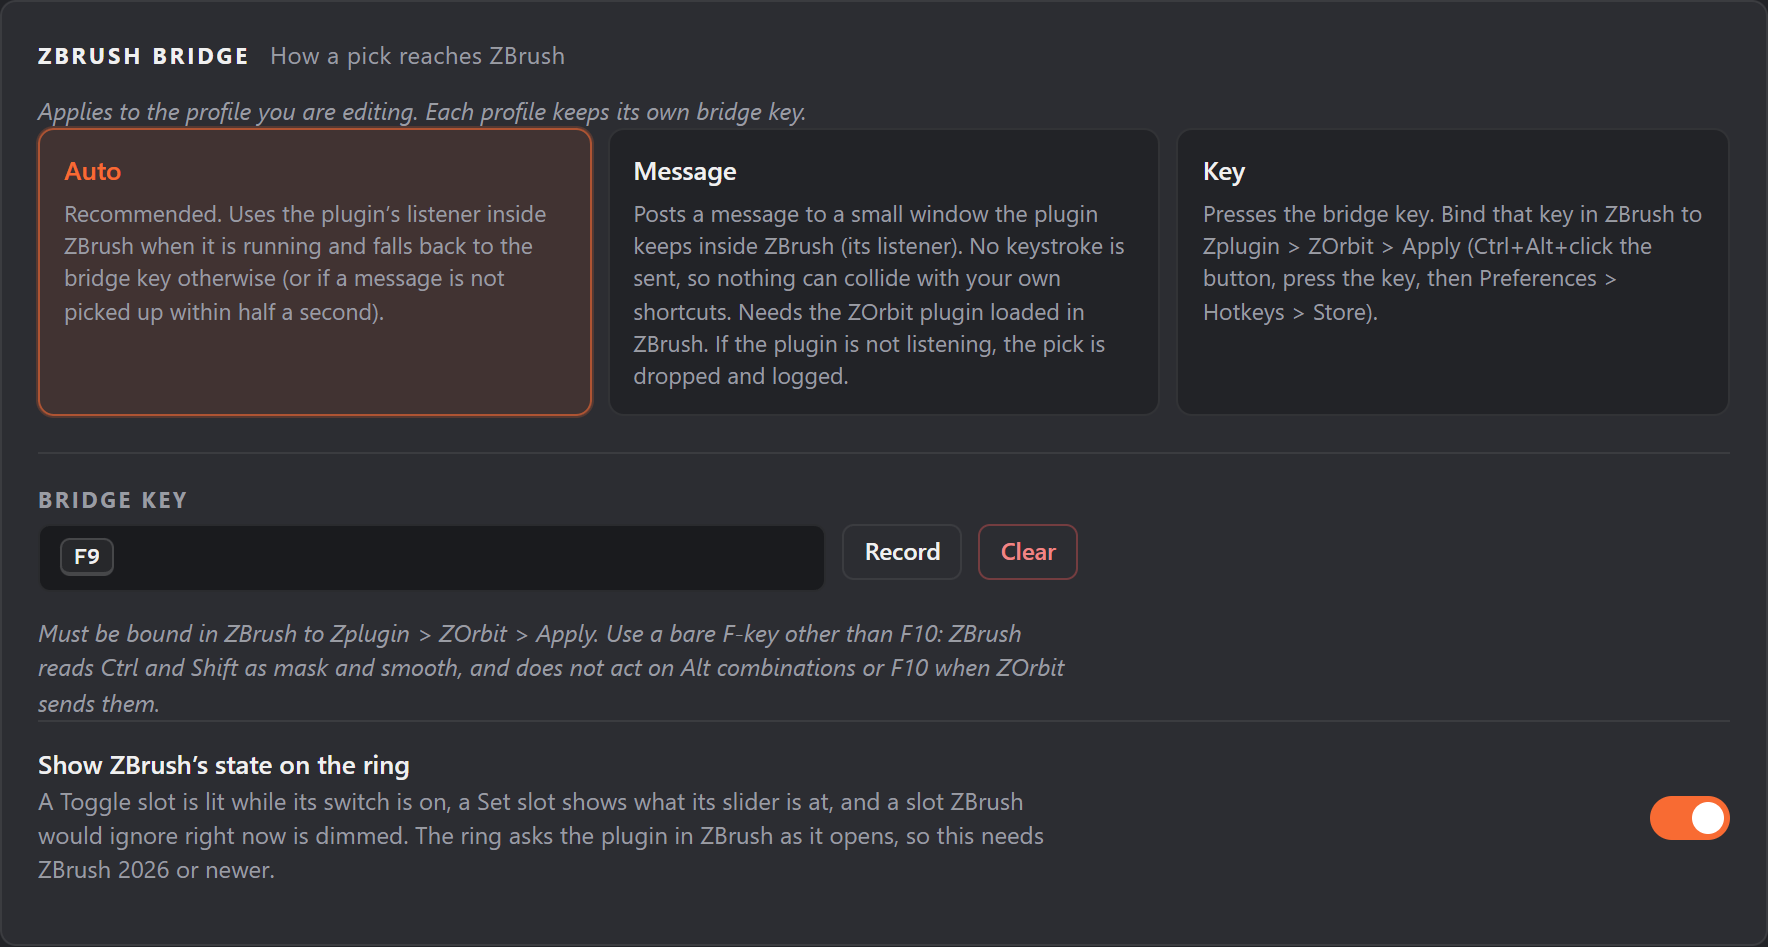 ZBRUSH BRIDGE How a pick reaches ZBrush
Applies to the profile you are editing. Each profile keeps its own bridge key.
Auto
Recommended. Uses the plugin’s listener inside
ZBrush when it is running and falls back to the
bridge key otherwise (or if a message is not
picked up within half a second).
Message
Posts a message to a small window the plugin
keeps inside ZBrush (its listener). No keystroke is
sent, so nothing can collide with your own
shortcuts. Needs the ZOrbit plugin loaded in
ZBrush. If the plugin is not listening, the pick is
dropped and logged.
Key
Presses the bridge key. Bind that key in ZBrush to
Zplugin > ZOrbit > Apply (Ctrl+Alt+click the
button, press the key, then Preferences >
Hotkeys > Store).
BRIDGE KEY
F9
Record
Clear
Must be bound in ZBrush to Zplugin > ZOrbit > Apply. Use a bare F-key other than F10: ZBrush
reads Ctrl and Shift as mask and smooth, and does not act on Alt combinations or F10 when ZOrbit
sends them.
Show ZBrush’s state on the ring
A Toggle slot is lit while its switch is on, a Set slot shows what its slider is at, and a slot ZBrush
would ignore right now is dimmed. The ring asks the plugin in ZBrush as it opens, so this needs
ZBrush 2026 or newer.